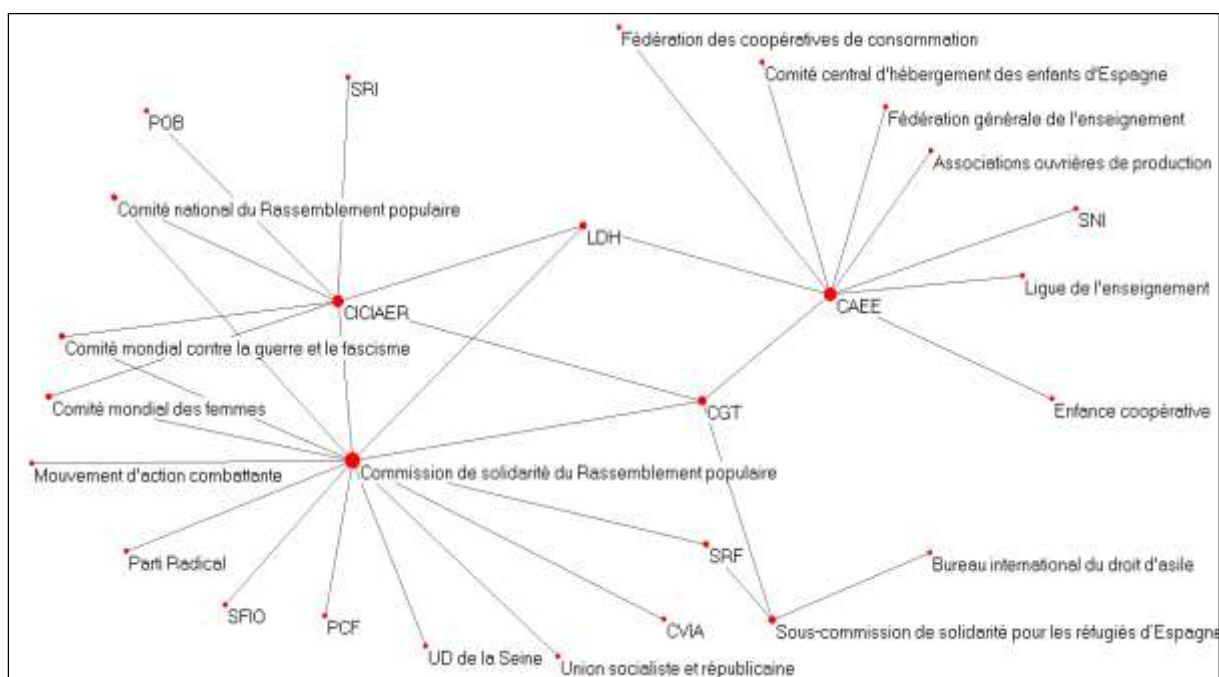 Fédération des coopératives de consommation
Comité central d'hébergement des enfants d'Espagne
SRI
Fédération générale de l'enseignement
POB
Associations ouvrières de production
Comité national du Rassemblement populaire
SNI
LDH
Ligue de l'enseignement
CICIAER
CAEE
Comité mondial contre la guerre et le fascisme
Comité mondial des femmes
CGT
Enfance coopérative
Mouvement d'action combattante
Commission de solidarité du Rassemblement populaire
Parti Radical
SRF
Bureau international du droit d'asile
SFIO
PCF
CVIA
Sous-commission de solidarité pour les réfugiés d'Espagne
UD de la Seine
Union socialiste et républicaine